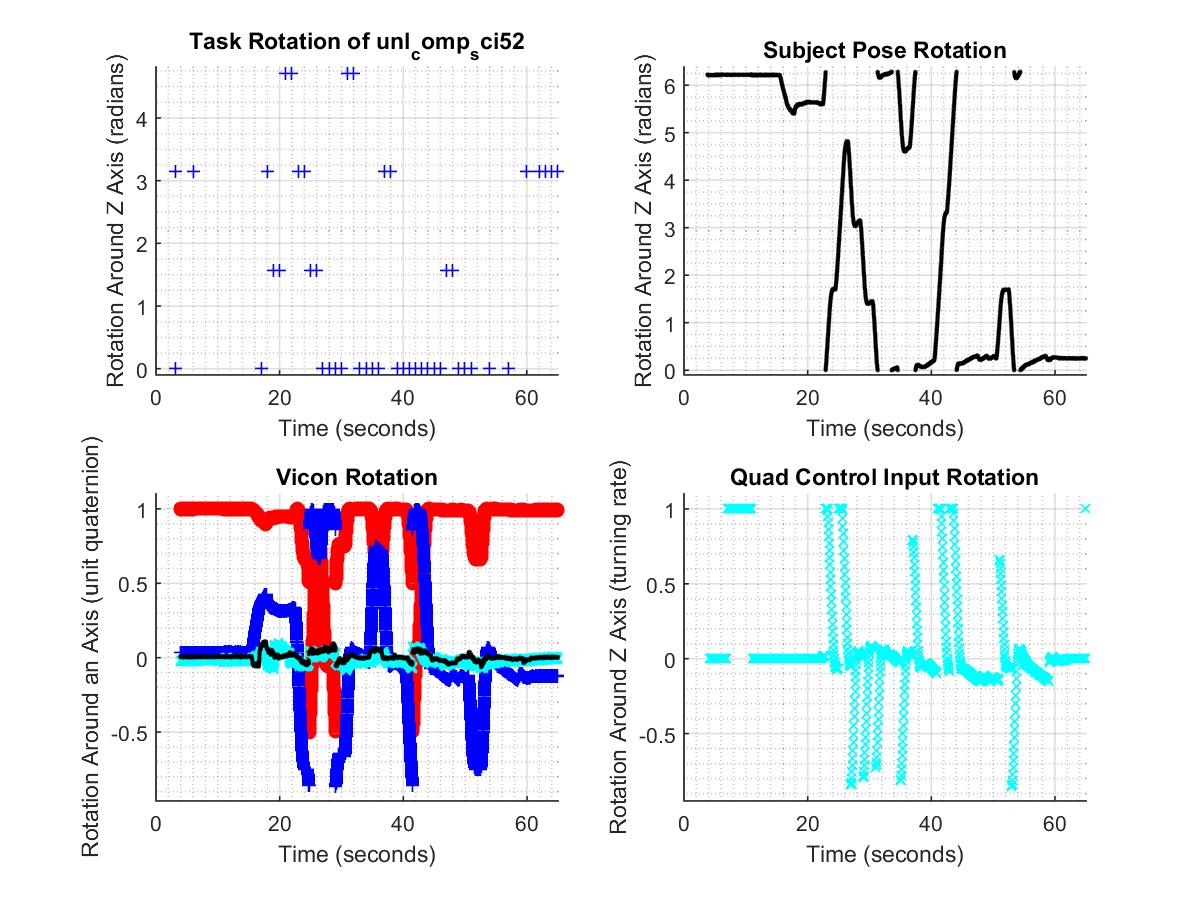 Task Rotation of unl_comp_sci52
Rotation Around Z Axis (radians)
4
3
2
1
0
0 20 40 60
Time (seconds)
Subject Pose Rotation
Rotation Around Z Axis (radians)
6
5
4
3
2
1
0
0 20 40 60
Time (seconds)
Vicon Rotation
Rotation Around an Axis (unit quaternion)
1
0.5
0
-0.5
0 20 40 60
Time (seconds)
Quad Control Input Rotation
Rotation Around Z Axis (turning rate)
1
0.5
0
-0.5
0 20 40 60
Time (seconds)